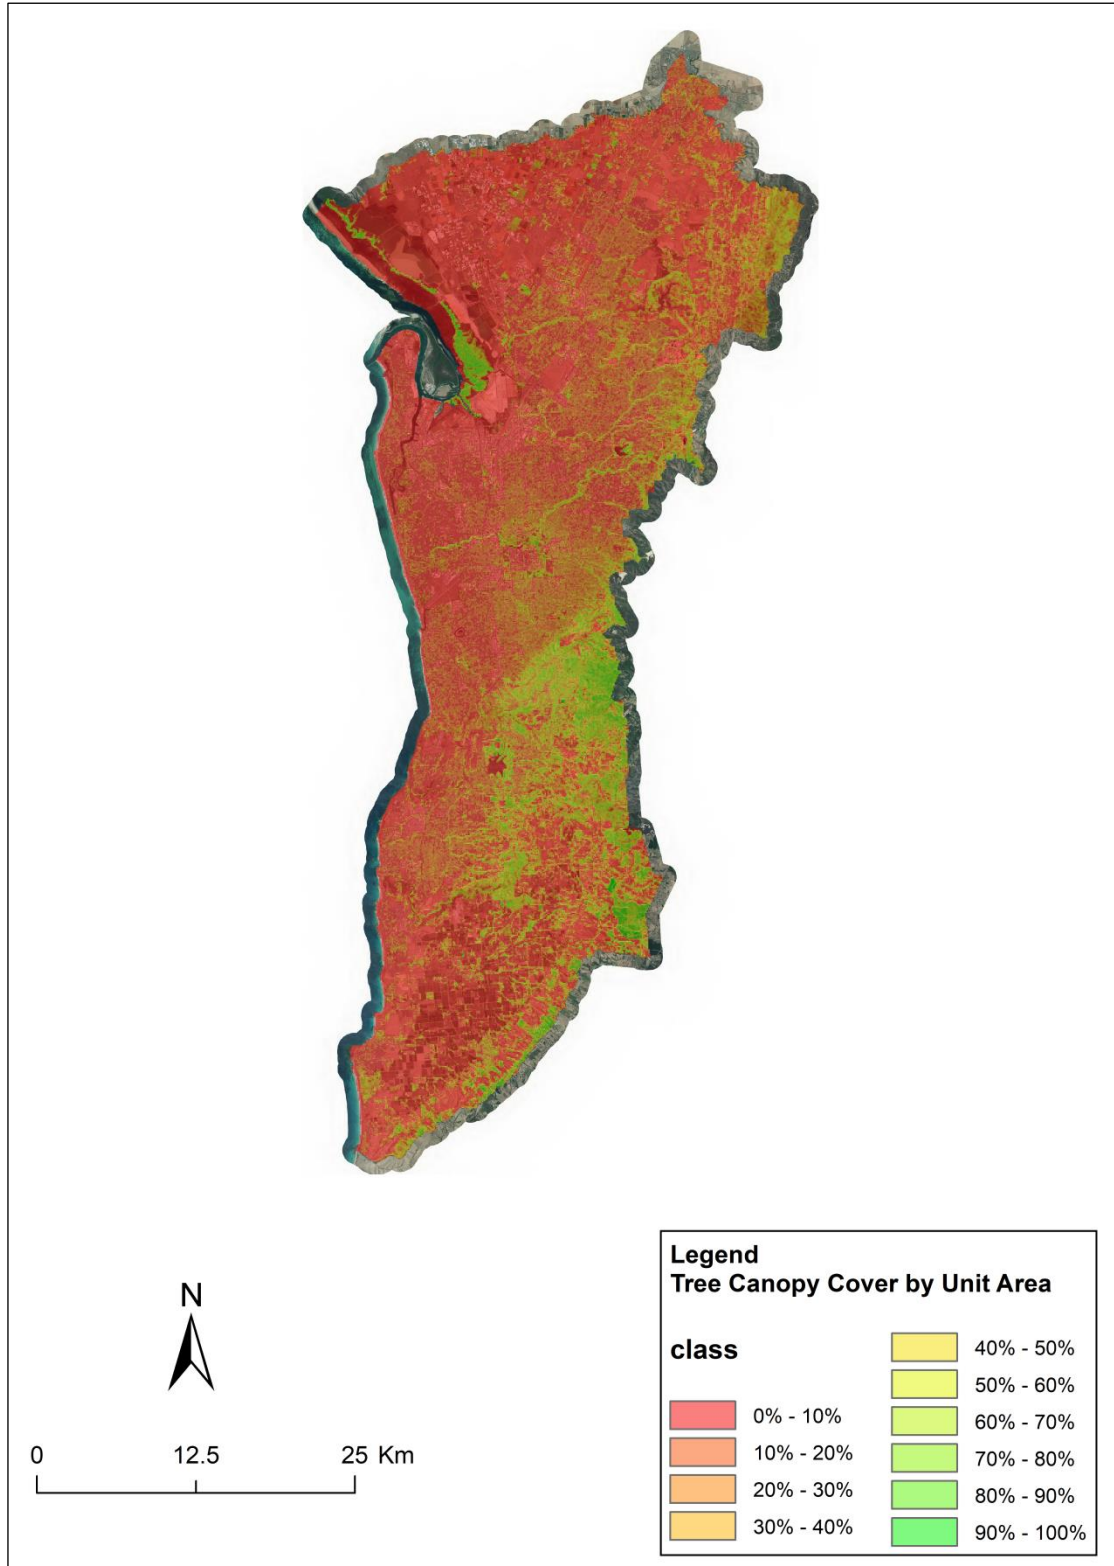 N
0 12.5 25 Km
Legend
Tree Canopy Cover by Unit Area
class
0% - 10%
10% - 20%
20% - 30%
30% - 40%
40% - 50%
50% - 60%
60% - 70%
70% - 80%
80% - 90%
90% - 100%